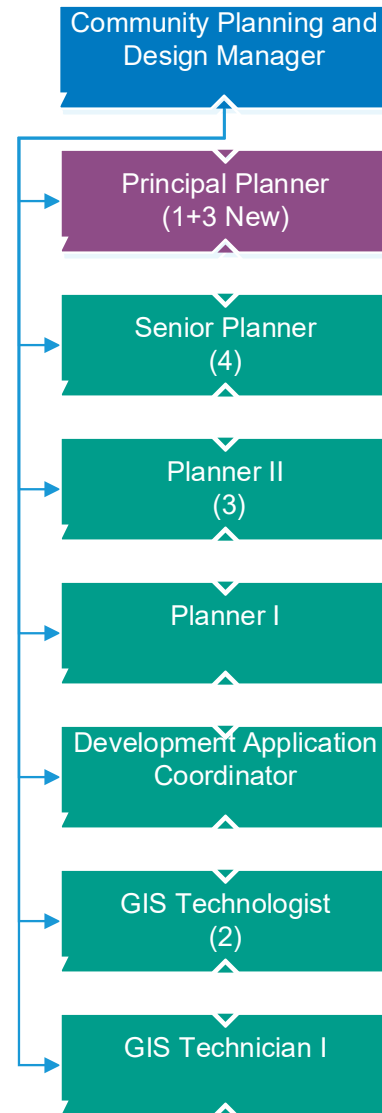 Community Planning and
Design Manager
Principal Planner
(1+3 New)
Senior Planner
(4)
Planner II
(3)
Planner I
Development Application
Coordinator
GIS Technologist
(2)
GIS Technician I